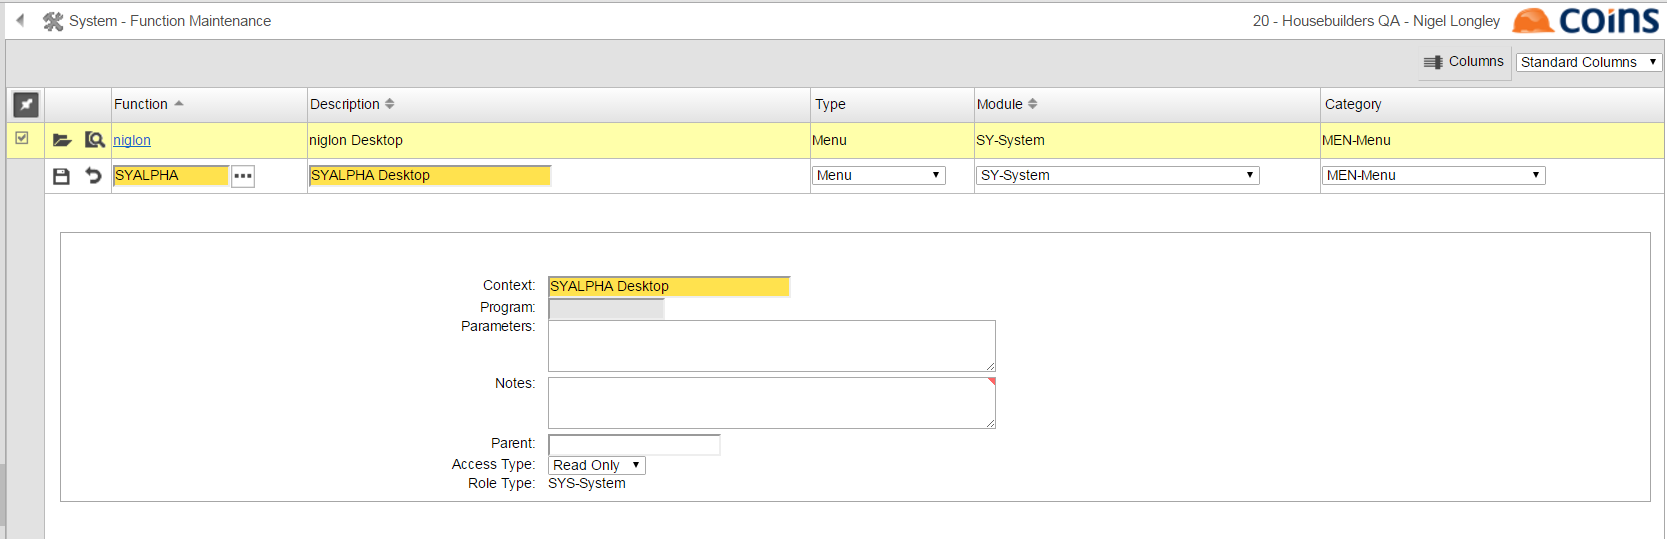 System - Function Maintenance
20 - Housebuilders QA - Nigel Longley
coins
Columns
Standard Columns
Function
Description
Type
Module
Category
niglon
niglon Desktop
Menu
SY-System
MEN-Menu
SYALPHA
SYALPHA Desktop
Menu
SY-System
MEN-Menu
Context: SYALPHA Desktop
Program:
Parameters:
Notes:
Parent:
Access Type: Read Only
Role Type: SYS-System